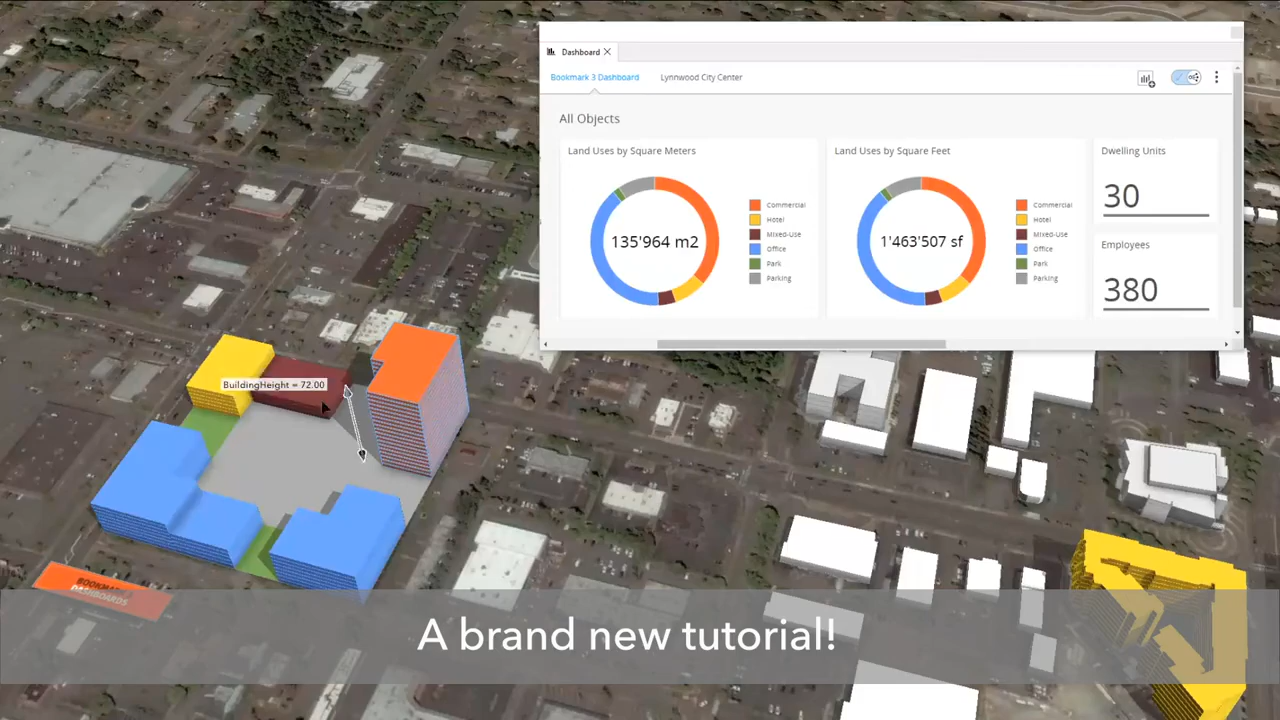 Dashboard
Bookmark 3 Dashboard
Lynnwood City Center
All Objects
Land Uses by Square Meters
135'964 m2
Commercial
Hotel
Mixed-Use
Office
Park
Parking
Land Uses by Square Feet
1'463'507 sf
Commercial
Hotel
Mixed-Use
Office
Park
Parking
Dwelling Units
30
Employees
380
BuildingHeight = 72.00
DASHBOARDS
A brand new tutorial!